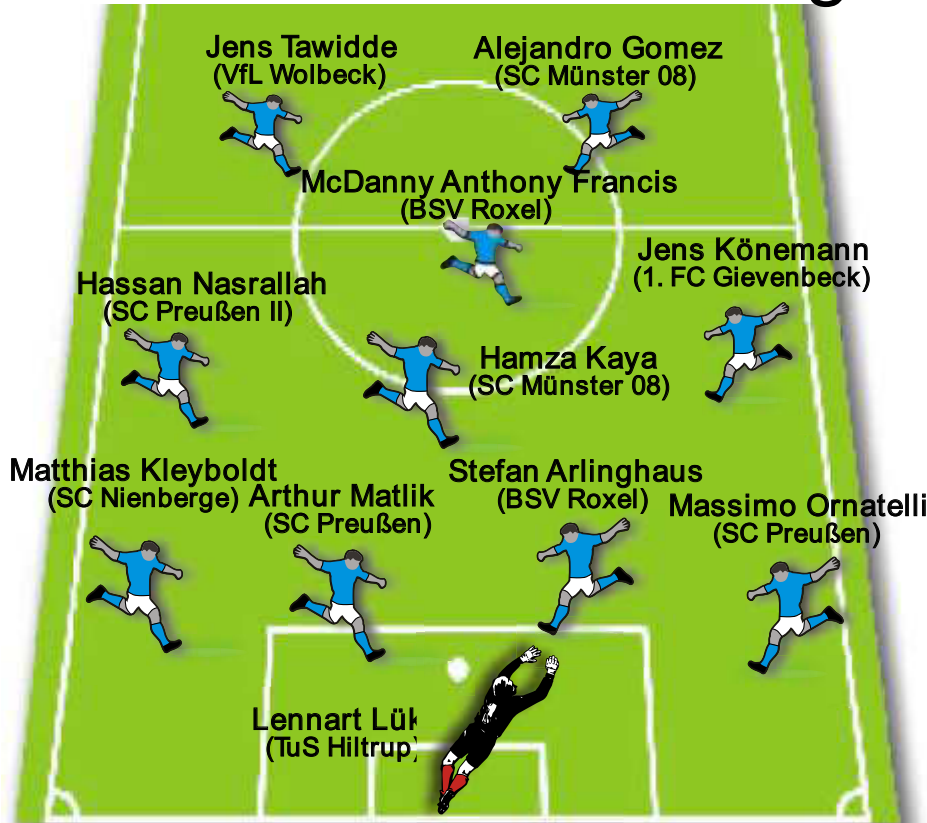 Jens Tawidde
(VfL Wolbeck)
Alejandro Gomez
(SC Münster 08)
McDanny Anthony Francis
(BSV Roxel)
Jens Könemann
(1. FC Gievenbeck)
Hassan Nasrallah
(SC Preußen II)
Hamza Kaya
(SC Münster 08)
Matthias Kleyboldt
(SC Nienberge)
Arthur Matlik
(SC Preußen)
Stefan Arlinghaus
(BSV Roxel)
Massimo Ornatelli
(SC Preußen)
Lennart
(TuS Hiltrup)